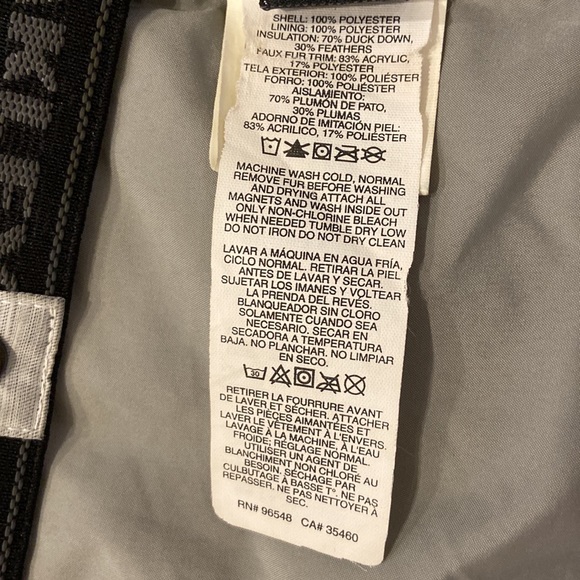 SHELL: 100% POLYESTER
LINING: 100% POLYESTER
INSULATION: 70% DUCK DOWN,
30% FEATHERS
FAUX FUR TRIM: 83% ACRYLIC,
17% POLYESTER
TELA EXTERIOR: 100% POLIÉSTER
FORRO: 100% POLIÉSTER
AISLAMIENTO:
70% PLUMÓN DE PATO,
30% PLUMAS
ADORNO DE IMITACIÓN PIEL:
83% ACRILICO, 17% POLIÉSTER
MACHINE WASH COLD, NORMAL
REMOVE FUR BEFORE WASHING
AND DRYING ATTACH ALL
MAGNETS AND WASH INSIDE OUT
ONLY NON-CHLORINE BLEACH
WHEN NEEDED TUMBLE DRY LOW
DO NOT IRON DO NOT DRY CLEAN
LAVAR A MÁQUINA EN AGUA FRÍA,
CICLO NORMAL. RETIRAR LA PIEL
ANTES DE LAVAR Y SECAR.
SUJETAR LOS IMANES Y VOLTEAR
LA PRENDA DEL REVÉS.
BLANQUEADOR SIN CLORO
SOLAMENTE CUANDO SEA
NECESARIO. SECAR EN
SECADORA A TEMPERATURA
BAJA. NO PLANCHAR. NO LIMPIAR
EN SECO.
30
RETIRER LA FOURRURE AVANT
DE LAVER ET SÉCHER. ATTACHER
LES PIÈCES AIMANTÉES ET
LAVER LE VÊTEMENT À L'ENVERS.
LAVAGE À LA MACHINE, À L'EAU
FROIDE; RÉGLAGE NORMAL.
UTILISER UN AGENT DE
BLANCHIMENT NON CHLORÉ AU
BESOIN. SÉCHAGE PAR
CULBUTAGE À BASSE T°. NE PAS
REPASSER. NE PAS NETTOYER À
SEC.
RN# 96548 CA# 35460